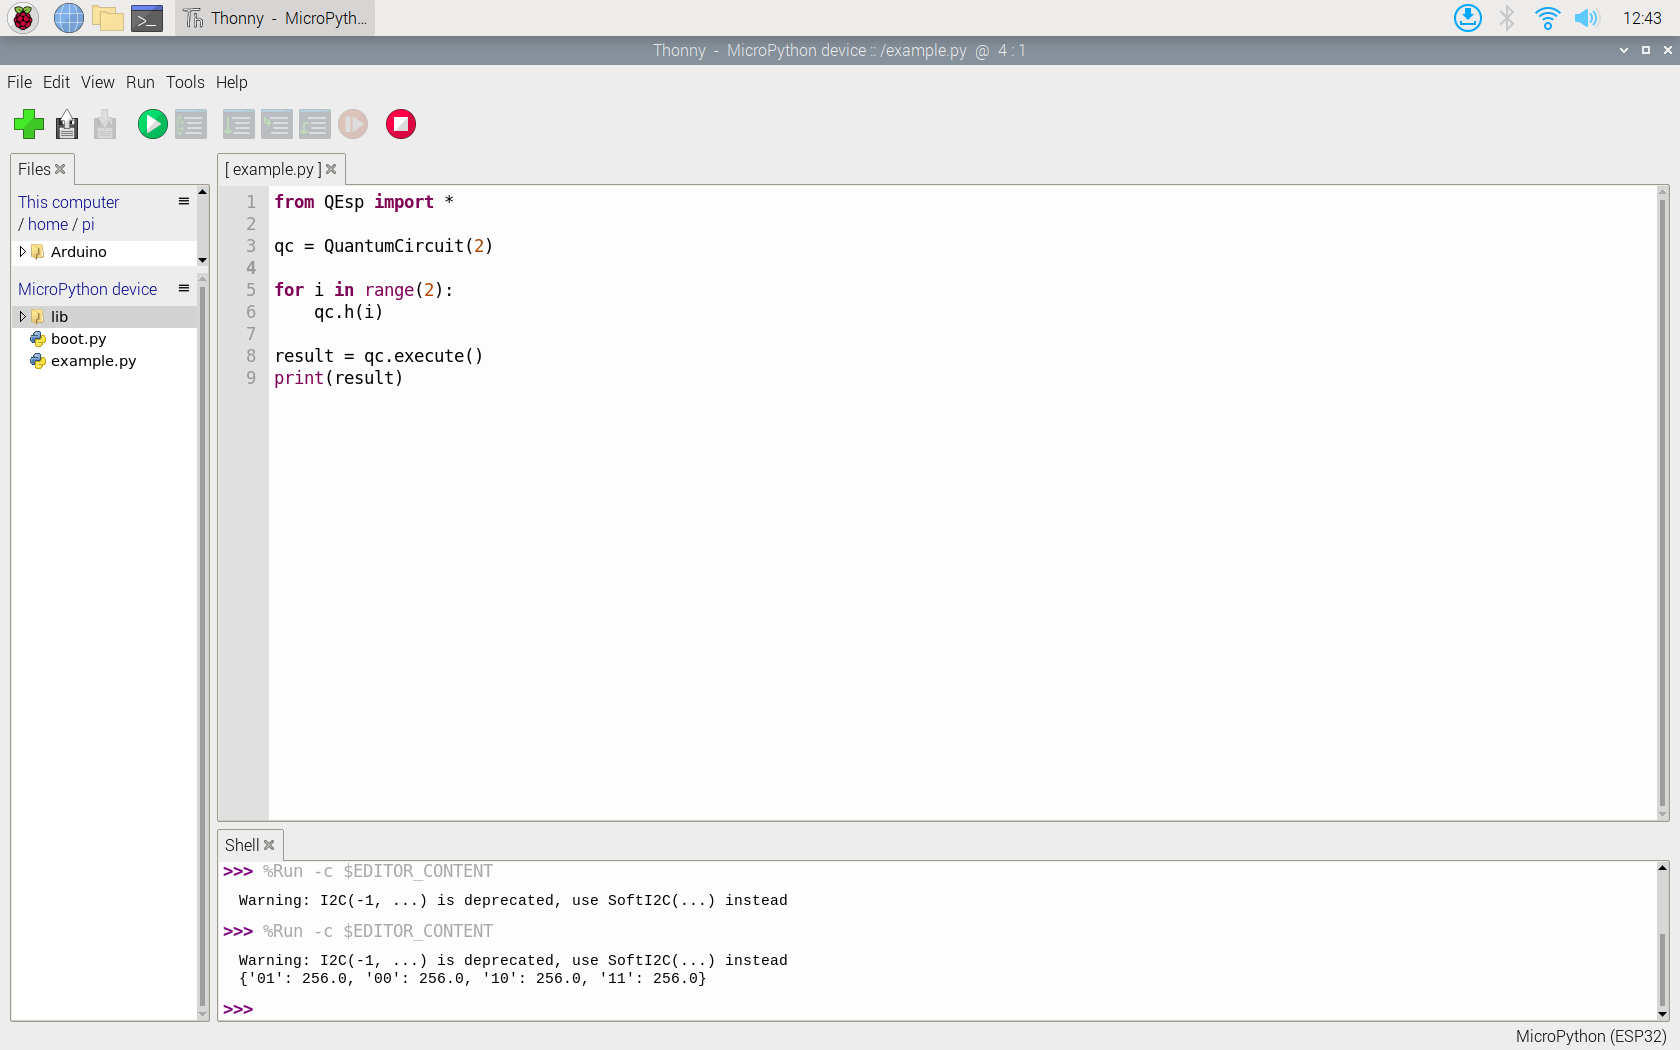 Thonny - MicroPyth...
12:43
Thonny - MicroPython device :: /example.py @ 4 : 1
File Edit View Run Tools Help
Files
This computer
/ home / pi
Arduino
MicroPython device
lib
boot.py
example.py
[ example.py ]
1 from QEsp import *
2
3 qc = QuantumCircuit(2)
4
5 for i in range(2):
6     qc.h(i)
7
8 result = qc.execute()
9 print(result)
Shell
>>> %Run -c $EDITOR_CONTENT
Warning: I2C(-1, ...) is deprecated, use SoftI2C(...) instead
>>> %Run -c $EDITOR_CONTENT
Warning: I2C(-1, ...) is deprecated, use SoftI2C(...) instead
{'01': 256.0, '00': 256.0, '10': 256.0, '11': 256.0}
>>>
MicroPython (ESP32)